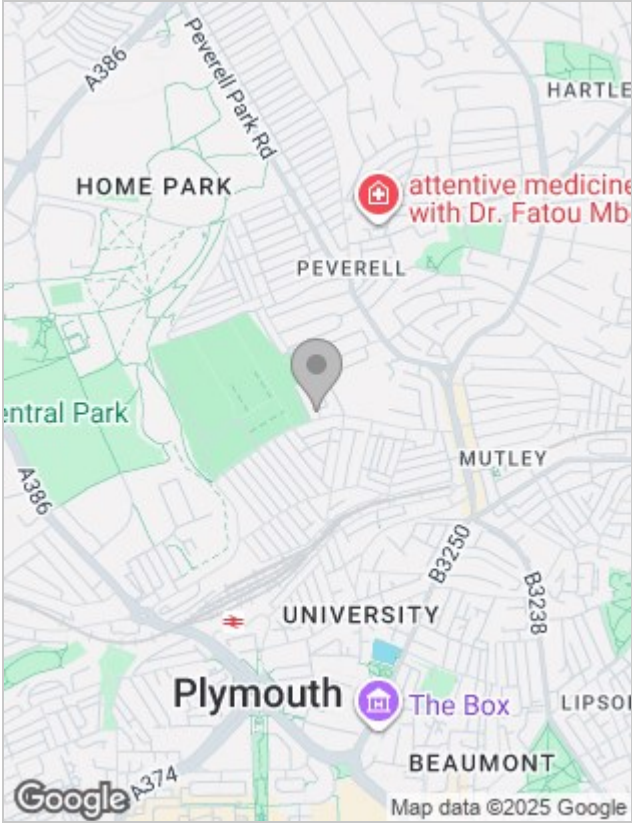 A386
Peverell Park Rd
HARTLE
HOME PARK
attentive medicine
with Dr. Fatou Mb
PEVERELL
entral Park
A386
MUTLEY
B3250
B3238
UNIVERSITY
Plymouth
The Box
LIPSO
BEAUMONT
A374
Google
Map data ©2025 Google